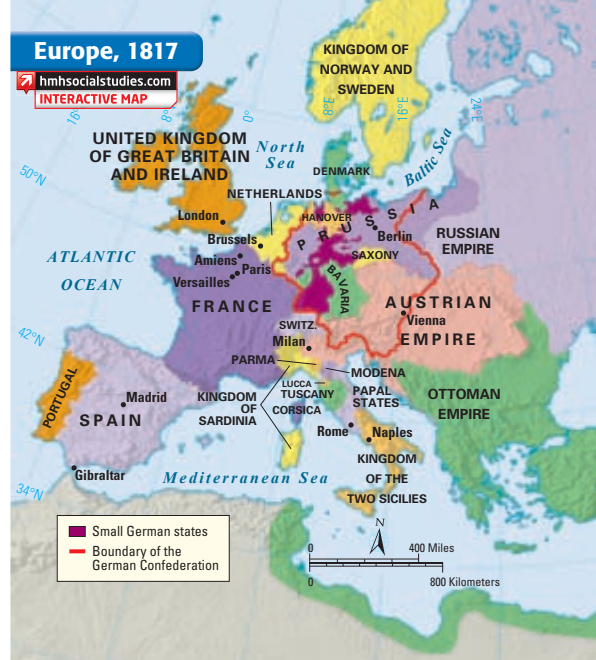 Europe, 1817
hmhsocialstudies.com
INTERACTIVE MAP
KINGDOM OF
NORWAY AND
SWEDEN
16°E
24°E
8°E
0°
8°
16°
50°N
42°N
34°N
UNITED KINGDOM
OF GREAT BRITAIN
AND IRELAND
North
Sea
Baltic Sea
DENMARK
NETHERLANDS
HANOVER
PRUSSIA
London
Berlin
RUSSIAN
EMPIRE
Brussels
SAXONY
Amiens
Paris
Versailles
ATLANTIC
OCEAN
BAVARIA
FRANCE
AUSTRIAN
EMPIRE
Vienna
SWITZ.
Milan
PARMA
MODENA
LUCCA
TUSCANY
PAPAL
STATES
KINGDOM
OF
SARDINIA
CORSICA
OTTOMAN
EMPIRE
PORTUGAL
Madrid
SPAIN
Rome
Naples
KINGDOM
OF THE
TWO SICILIES
Gibraltar
Mediterranean Sea
Small German states
Boundary of the
German Confederation
N
0 400 Miles
0 800 Kilometers